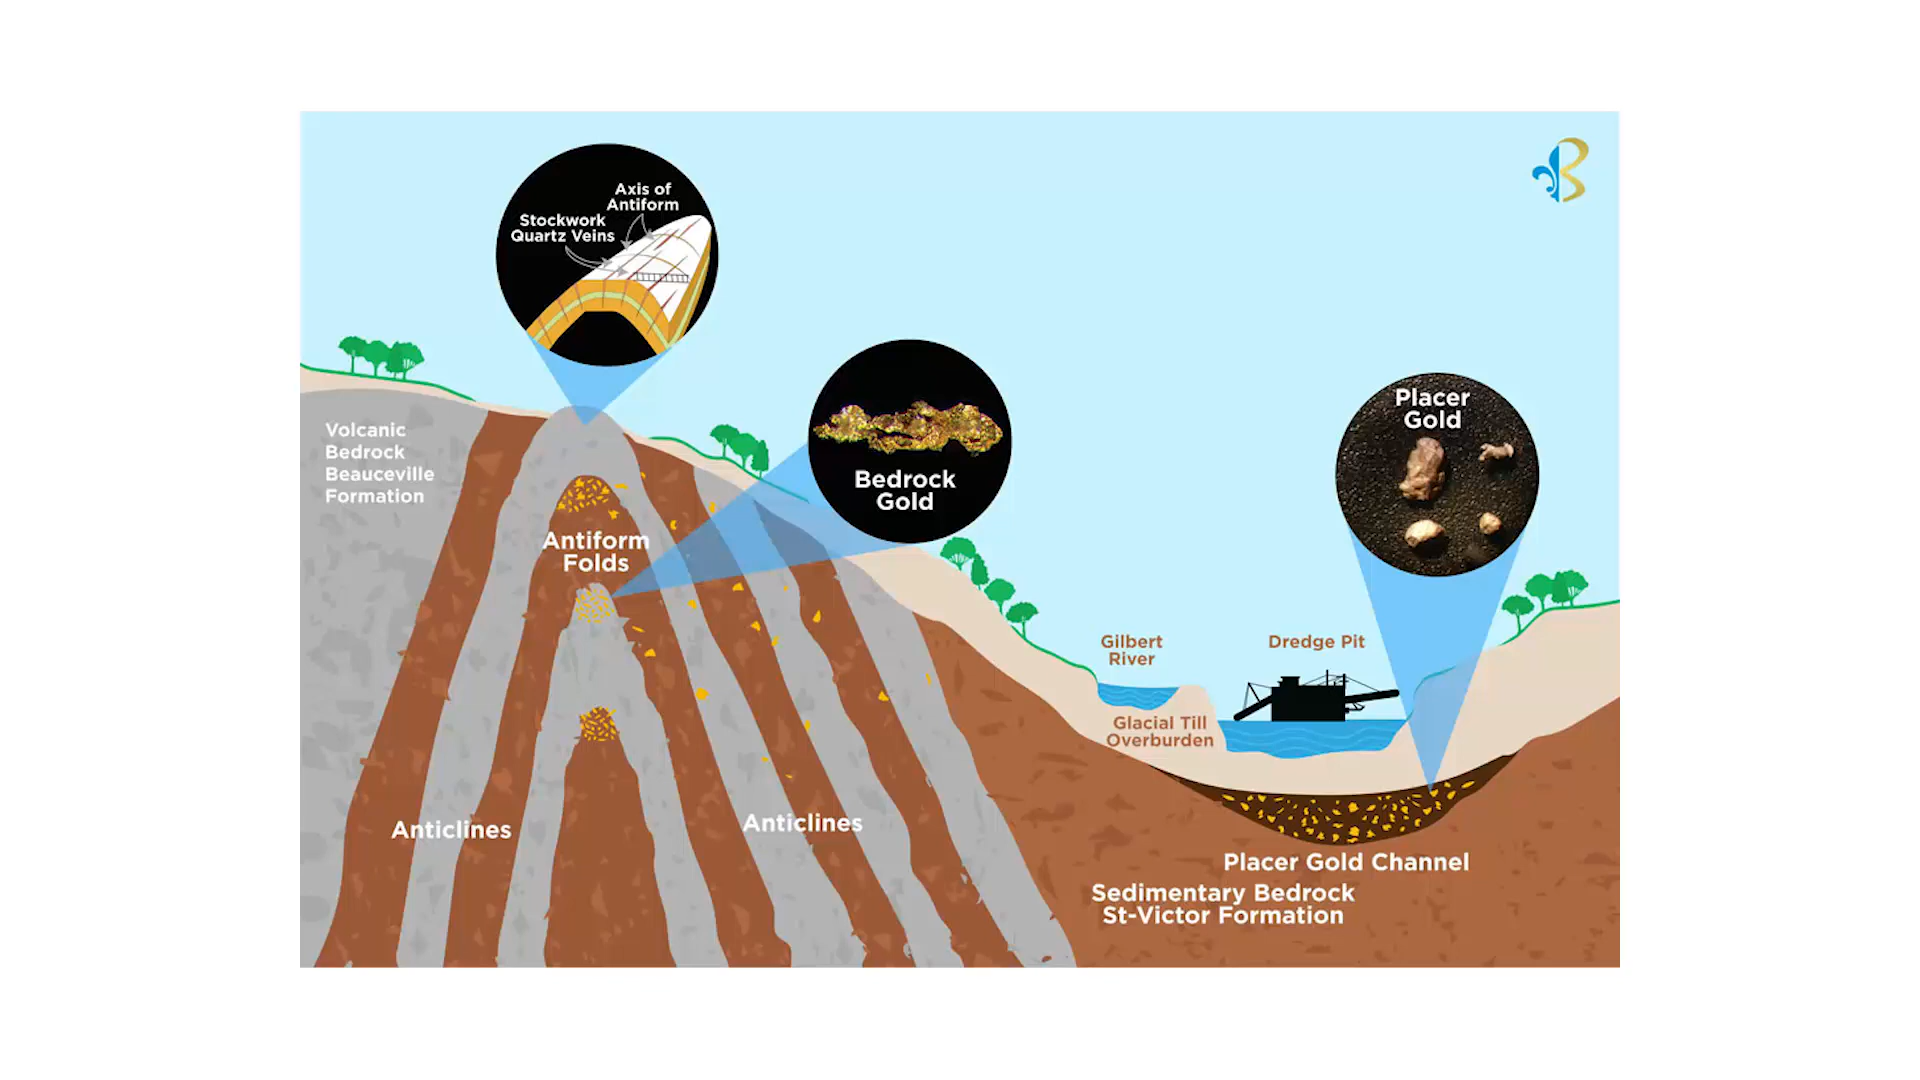 Axis of
Antiform
Stockwork
Quartz Veins
Volcanic
Bedrock
Beauceville
Formation
Antiform
Folds
Bedrock
Gold
Placer
Gold
Gilbert
River
Dredge Pit
Glacial Till
Overburden
Anticlines
Anticlines
Placer Gold Channel
Sedimentary Bedrock
St-Victor Formation